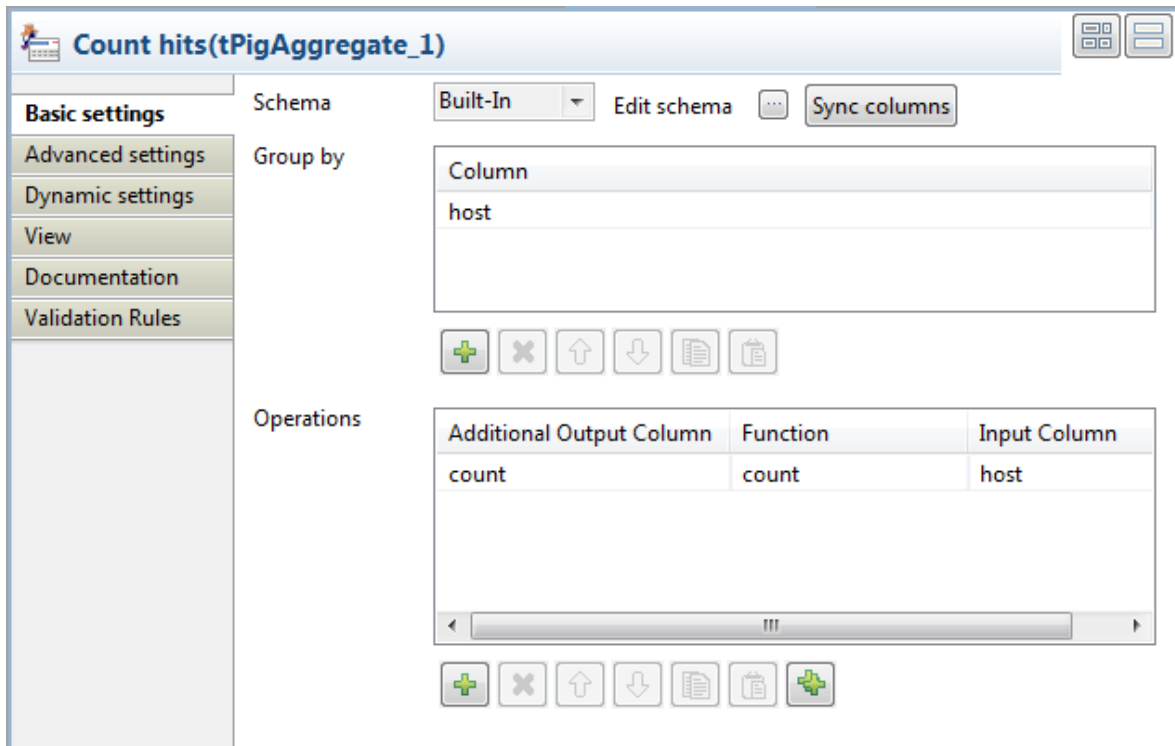 Count hits(tPigAggregate_1)
Basic settings
Advanced settings
Dynamic settings
View
Documentation
Validation Rules
Schema Built-In Edit schema ... Sync columns
Group by
Column
host
Operations
Additional Output Column Function Input Column
count count host